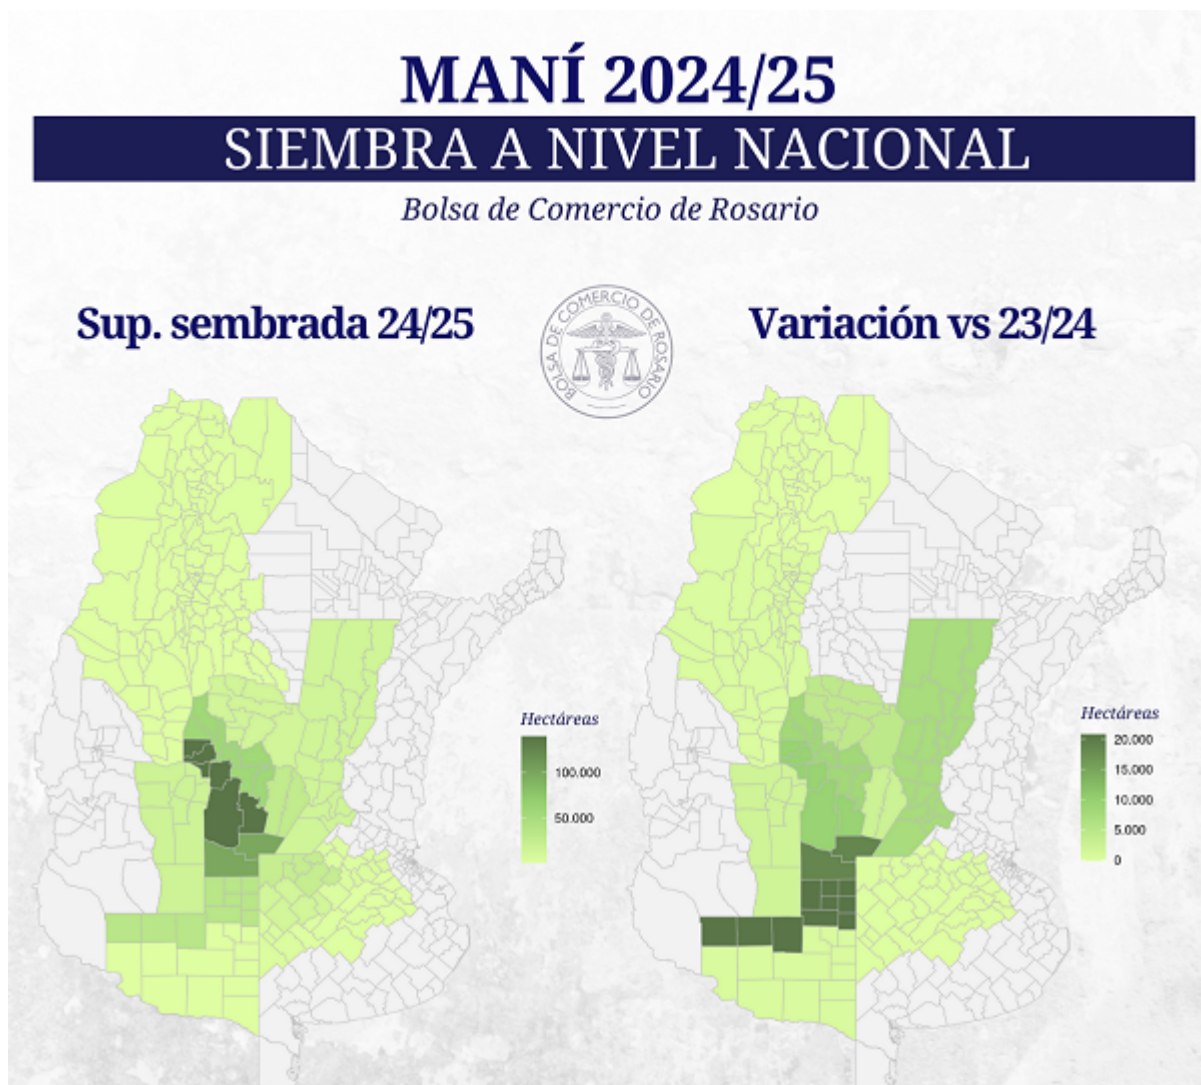 MANÍ 2024/25
SIEMBRA A NIVEL NACIONAL
Bolsa de Comercio de Rosario
Sup. sembrada 24/25
BOLSA DE COMERCIO DE ROSARIO
Variación vs 23/24
Hectáreas
100.000
50.000
Hectáreas
20.000
15.000
10.000
5.000
0